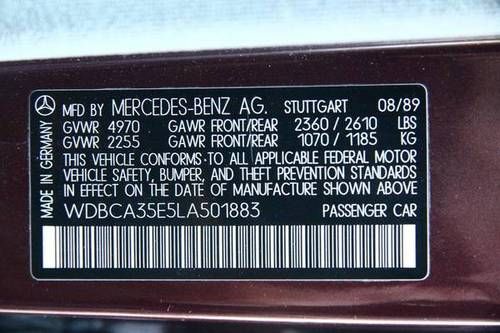 MFD BY MERCEDES-BENZ AG. STUTTGART 08/89
GVWR 4970 GAWR FRONT/REAR 2360 / 2610 LBS
GVWR 2255 GAWR FRONT/REAR 1070 / 1185 KG
THIS VEHICLE CONFORMS TO ALL APPLICABLE FEDERAL MOTOR
VEHICLE SAFETY, BUMPER, AND THEFT PREVENTION STANDARDS
IN EFFECT ON THE DATE OF MANUFACTURE SHOWN ABOVE.
WDBCA35E5LA501883 PASSENGER CAR
MADE IN GERMANY